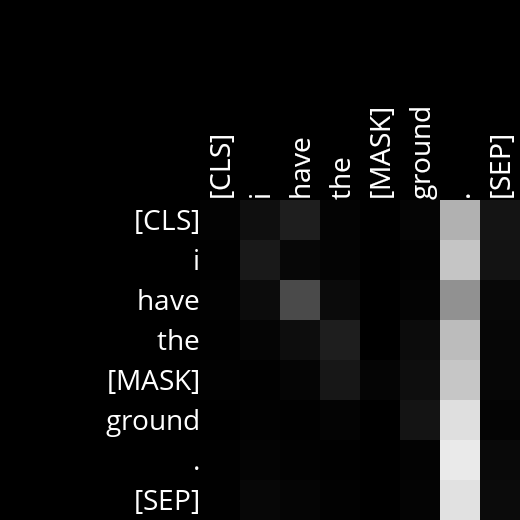 [CLS] i have the [MASK] ground . [SEP]
[CLS]
i
have
the
[MASK]
ground
.
[SEP]